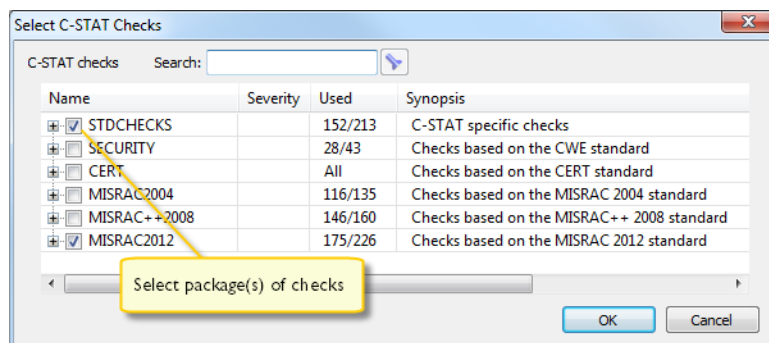 Select C-STAT Checks
C-STAT checks Search:
Name Severity Used Synopsis
STDCHECKS 152/213 C-STAT specific checks
SECURITY 28/43 Checks based on the CWE standard
CERT All Checks based on the CERT standard
MISRAC2004 116/135 Checks based on the MISRAC 2004 standard
MISRAC++2008 146/160 Checks based on the MISRAC++ 2008 standard
MISRAC2012 175/226 Checks based on the MISRAC 2012 standard
Select package(s) of checks
OK Cancel